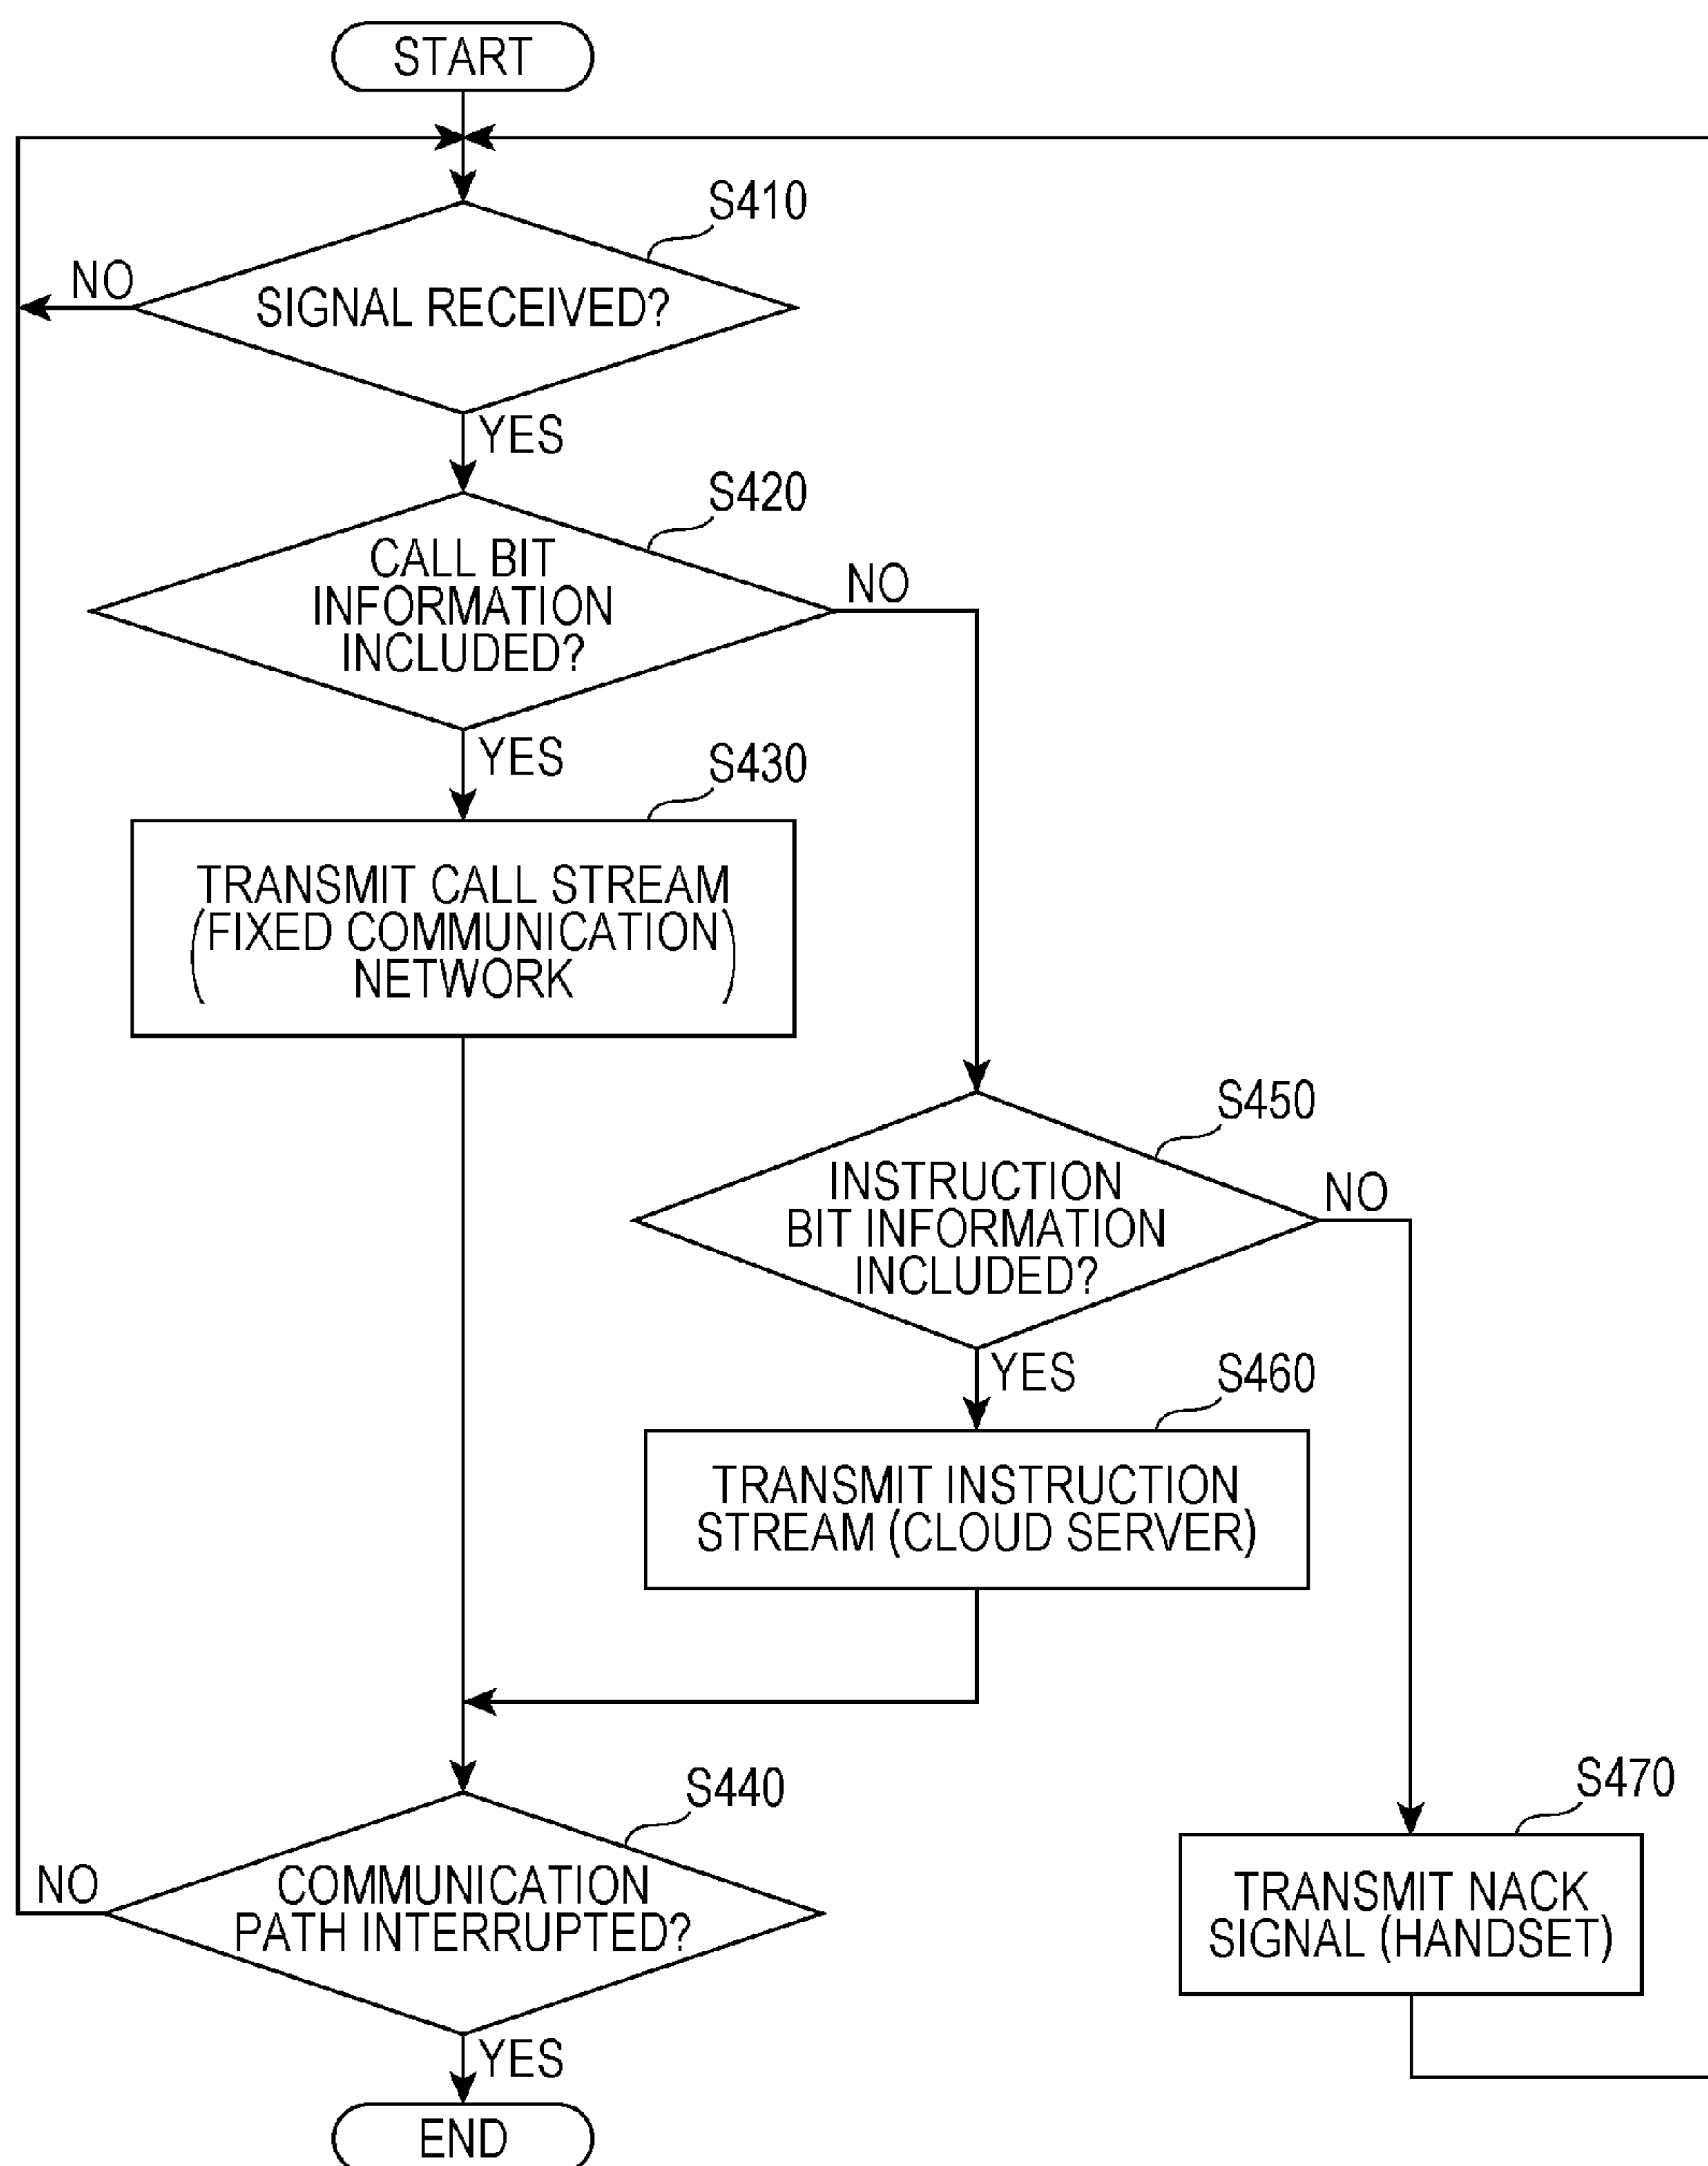 START
S410
NO
SIGNAL RECEIVED?
YES
S420
CALL BIT
INFORMATION
INCLUDED?
NO
YES
S430
TRANSMIT CALL STREAM
(FIXED COMMUNICATION
NETWORK)
S450
INSTRUCTION
BIT INFORMATION
INCLUDED?
NO
YES
S460
TRANSMIT INSTRUCTION
STREAM (CLOUD SERVER)
S440
NO
COMMUNICATION
PATH INTERRUPTED?
S470
TRANSMIT NACK
SIGNAL (HANDSET)
YES
END